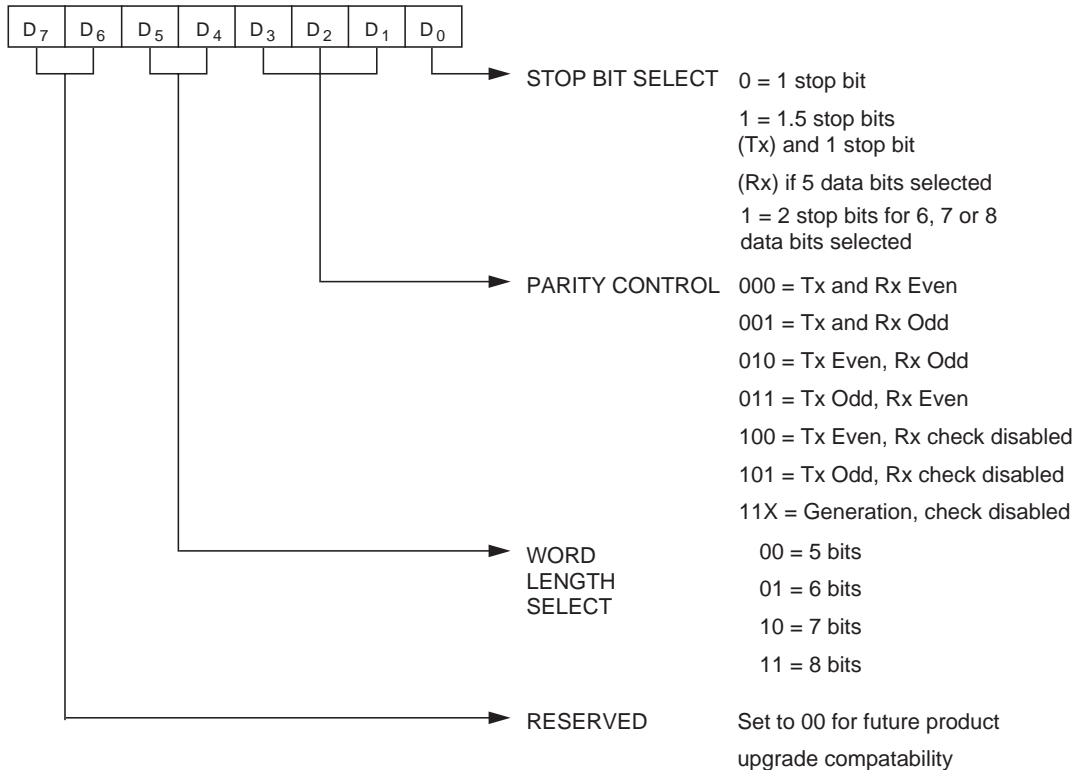 D7 D6 D5 D4 D3 D2 D1 D0
STOP BIT SELECT 0 = 1 stop bit
1 = 1.5 stop bits
(Tx) and 1 stop bit
(Rx) if 5 data bits selected
1 = 2 stop bits for 6, 7 or 8
data bits selected
PARITY CONTROL 000 = Tx and Rx Even
001 = Tx and Rx Odd
010 = Tx Even, Rx Odd
011 = Tx Odd, Rx Even
100 = Tx Even, Rx check disabled
101 = Tx Odd, Rx check disabled
11X = Generation, check disabled
WORD
LENGTH
SELECT
00 = 5 bits
01 = 6 bits
10 = 7 bits
11 = 8 bits
RESERVED Set to 00 for future product
upgrade compatability